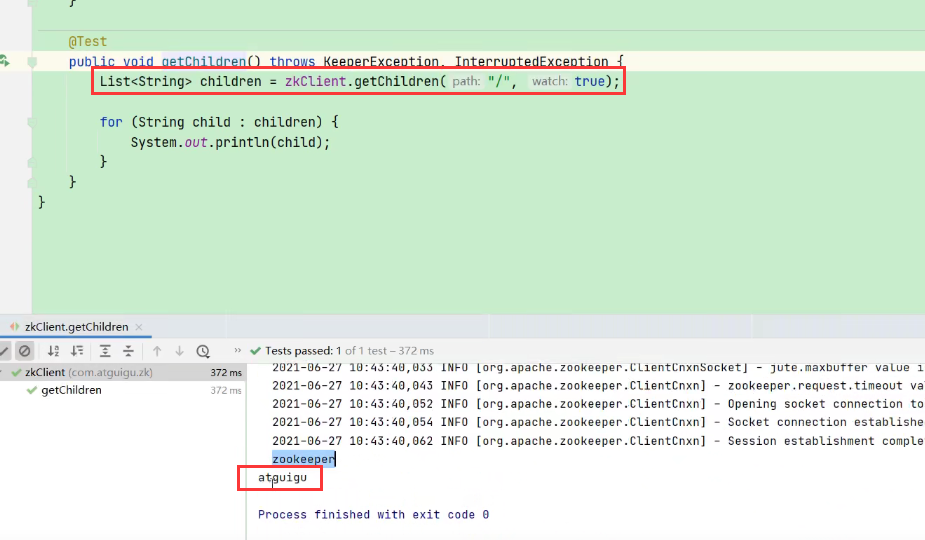 }
@Test
public void getChildren() throws KeeperException, InterruptedException {
List<String> children = zkClient.getChildren( path: "/", watch: true);
for (String child : children) {
System.out.println(child);
}
}
}
zkClient.getChildren ×
» Tests passed: 1 of 1 test – 372 ms
zkClient (com.atguigu.zk) 372 ms
getChildren 372 ms
2021-06-27 10:43:40,033 INFO [org.apache.zookeeper.ClientCnxnSocket] - jute.maxbuffer value i
2021-06-27 10:43:40,043 INFO [org.apache.zookeeper.ClientCnxn] - zookeeper.request.timeout va
2021-06-27 10:43:40,052 INFO [org.apache.zookeeper.ClientCnxn] - Opening socket connection to
2021-06-27 10:43:40,054 INFO [org.apache.zookeeper.ClientCnxn] - Socket connection establishe
2021-06-27 10:43:40,062 INFO [org.apache.zookeeper.ClientCnxn] - Session establishment comple
zookeeper
atguigu
Process finished with exit code 0